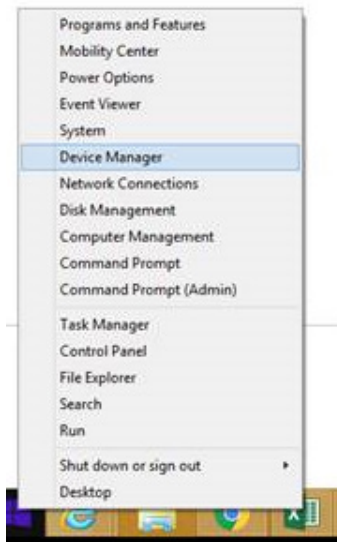 Programs and Features
Mobility Center
Power Options
Event Viewer
System
Device Manager
Network Connections
Disk Management
Computer Management
Command Prompt
Command Prompt (Admin)
Task Manager
Control Panel
File Explorer
Search
Run
Shut down or sign out
Desktop